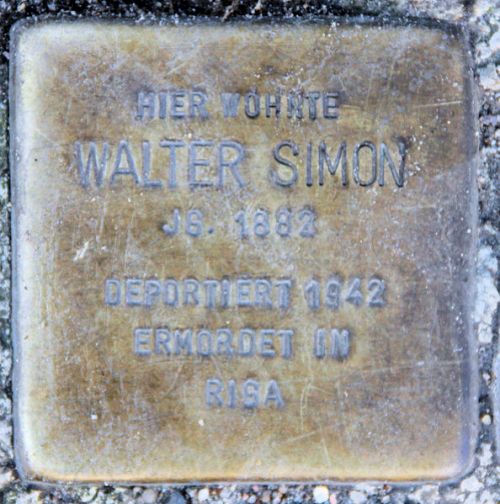 HIER WOHNTE
WALTER SIMON
JG. 1882
DEPORTIERT 1942
ERMORDET IN
RIGA